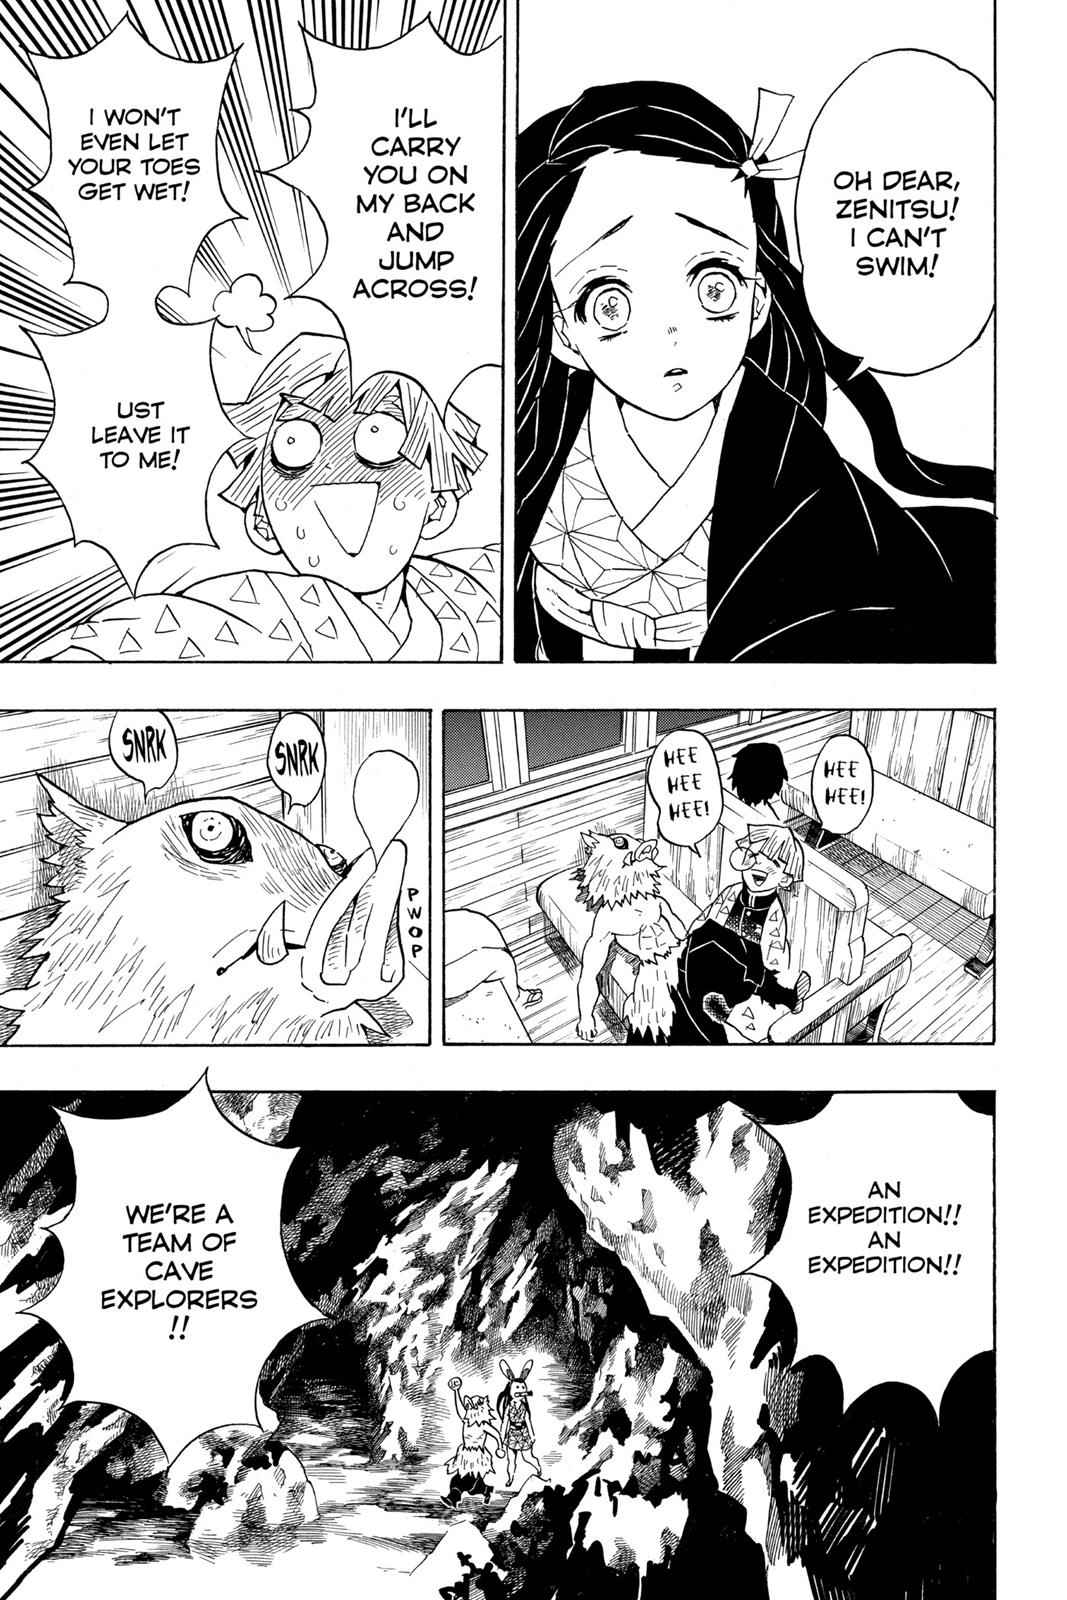 OH DEAR,
ZENITSU!
I CAN'T
SWIM!
I'LL
CARRY
YOU ON
MY BACK
AND
JUMP
ACROSS!
I WON'T
EVEN LET
YOUR TOES
GET WET!
UST
LEAVE IT
TO ME!
HEE
HEE!
HEE
HEE
HEE!
SNRK
SNRK
PWOP
AN
EXPEDITION!!
AN
EXPEDITION!!
WE'RE A
TEAM OF
CAVE
EXPLORERS
!!